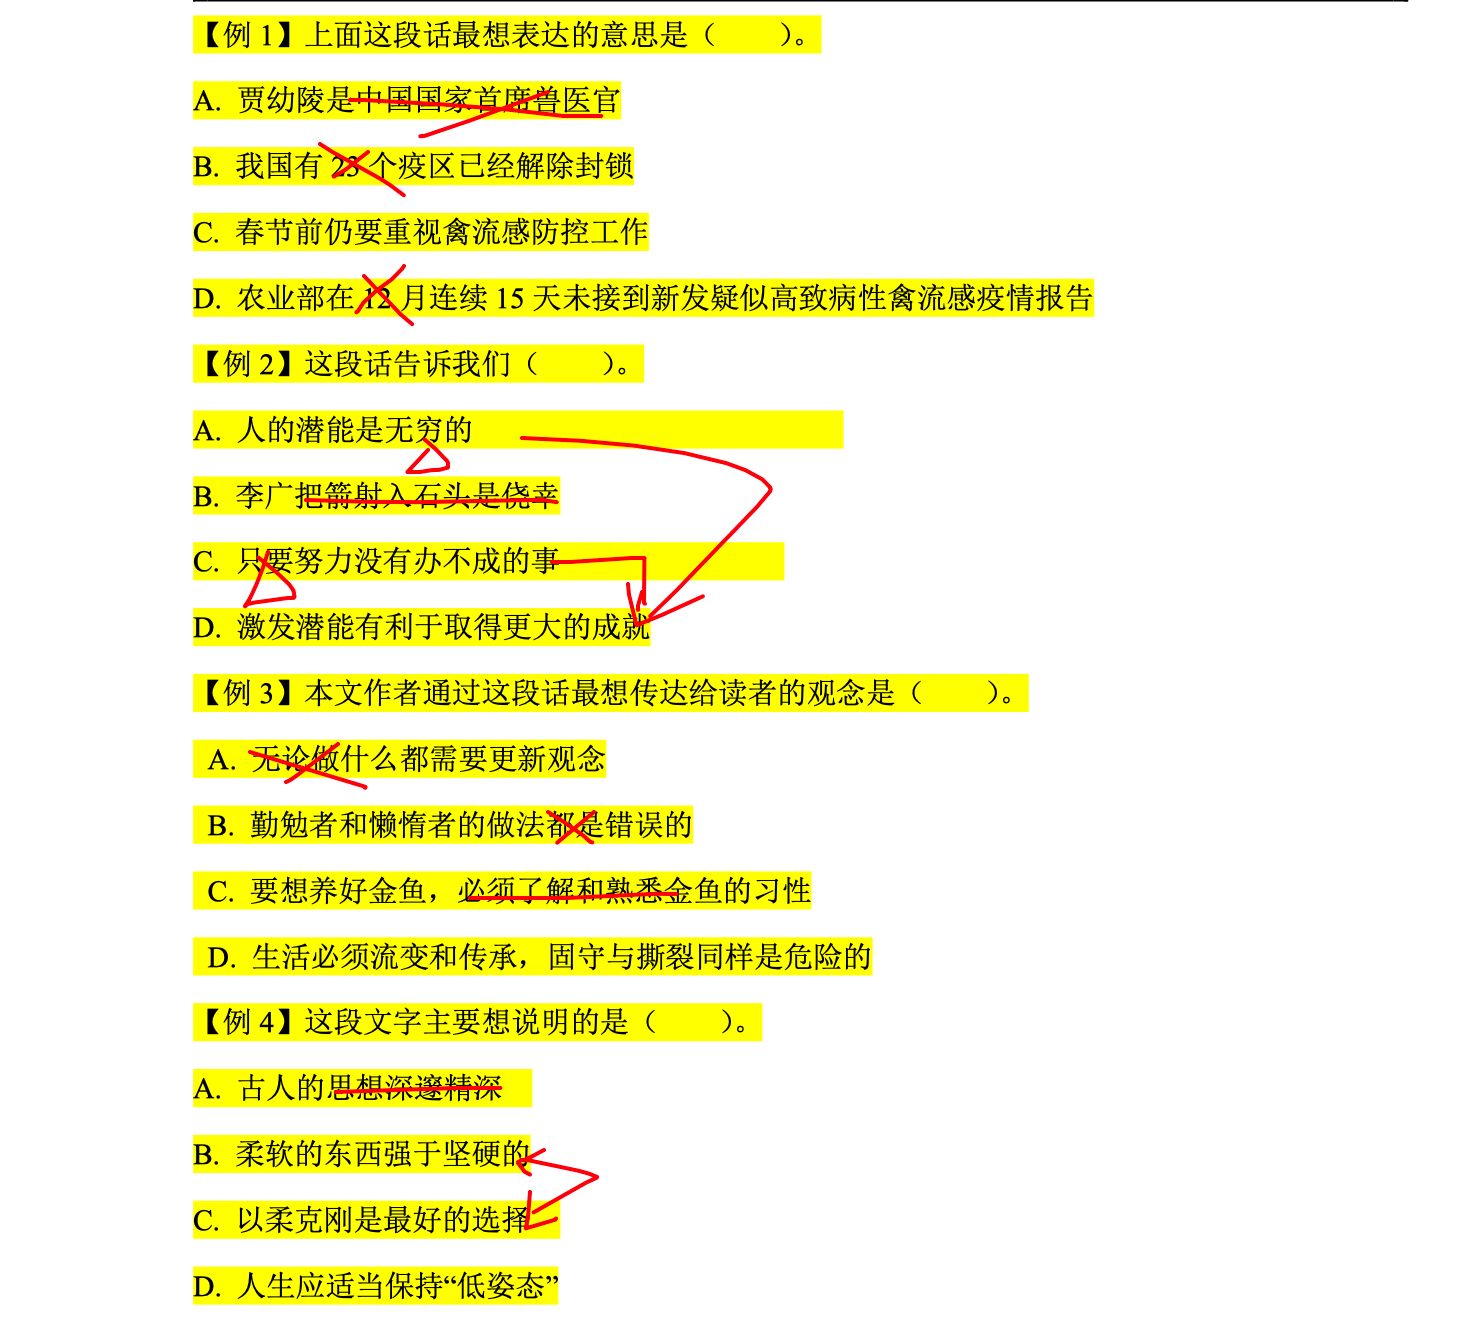 【例 1】上面这段话最想表达的意思是（  ）。
A. 贾幼陵是中国国家首席兽医官
B. 我国有 23 个疫区已经解除封锁
C. 春节前仍要重视禽流感防控工作
D. 农业部在 12 月连续 15 天未接到新发疑似高致病性禽流感疫情报告
【例 2】这段话告诉我们（  ）。
A. 人的潜能是无穷的
B. 李广把箭射入石头是侥幸
C. 只要努力没有办不成的事
D. 激发潜能有利于取得更大的成就
【例 3】本文作者通过这段话最想传达给读者的观念是（  ）。
A. 无论做什么都需要更新观念
B. 勤勉者和懒惰者的做法都是错误的
C. 要想养好金鱼，必须了解和熟悉金鱼的习性
D. 生活必须流变和传承，固守与撕裂同样是危险的
【例 4】这段文字主要想说明的是（  ）。
A. 古人的思想深邃精深
B. 柔软的东西强于坚硬的
C. 以柔克刚是最好的选择
D. 人生应适当保持“低姿态”